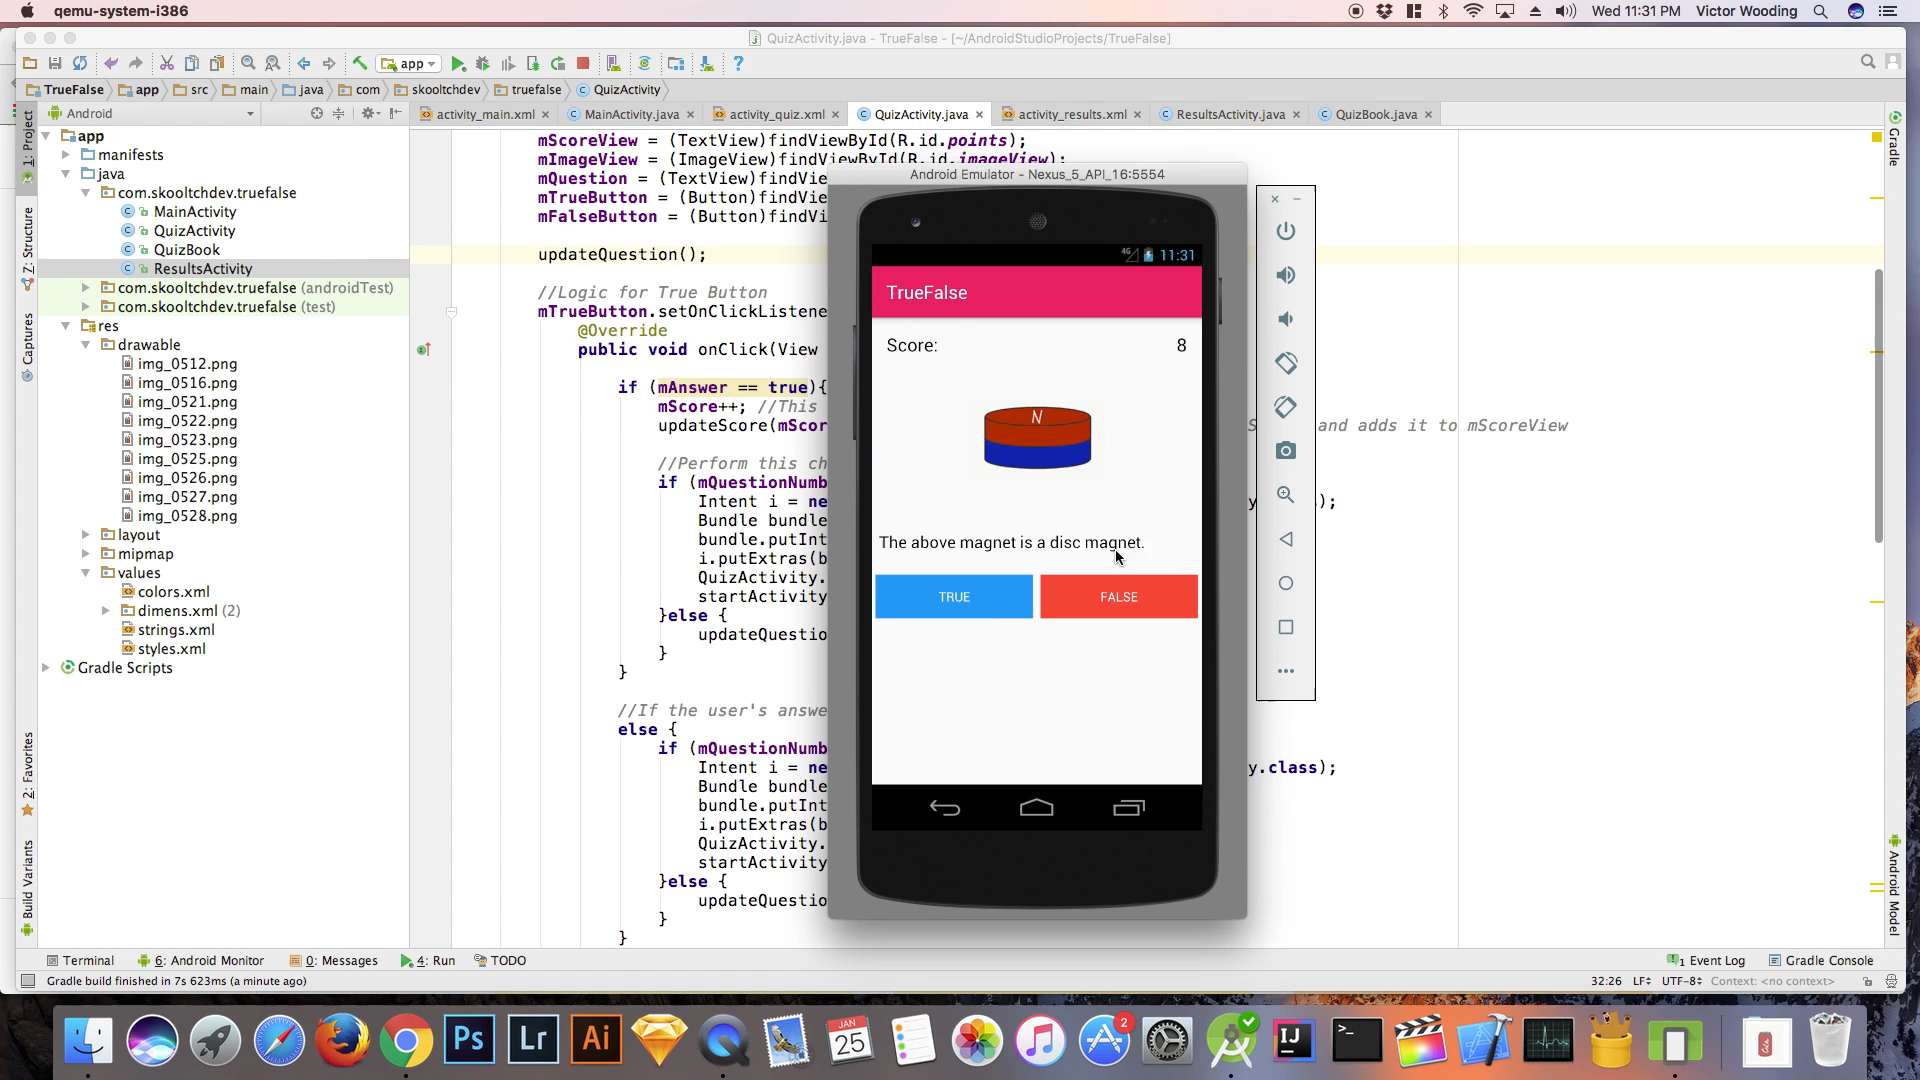 qemu-system-i386
Wed 11:31 PM Victor Wooding
QuizActivity.java - TrueFalse - [~/AndroidStudioProjects/TrueFalse]
app
TrueFalse app src main java com skooltchdev truefalse QuizActivity
Android
activity_main.xml MainActivity.java activity_quiz.xml QuizActivity.java activity_results.xml ResultsActivity.java QuizBook.java
1: Project
7: Structure
Captures
2: Favorites
Build Variants
app
manifests
java
com.skooltchdev.truefalse
MainActivity
QuizActivity
QuizBook
ResultsActivity
com.skooltchdev.truefalse (androidTest)
com.skooltchdev.truefalse (test)
res
drawable
img_0512.png
img_0516.png
img_0521.png
img_0522.png
img_0523.png
img_0525.png
img_0526.png
img_0527.png
img_0528.png
layout
mipmap
values
colors.xml
dimens.xml (2)
strings.xml
styles.xml
Gradle Scripts
mScoreView = (TextView)findViewById(R.id.points);
mImageView = (ImageView)findViewById(R.id.imageView);
mQuestion = (TextView)findVie
mTrueButton = (Button)findVi
mFalseButton = (Button)findVi
updateQuestion();
//Logic for True Button
mTrueButton.setOnClickListene
@Override
public void onClick(View
if (mAnswer == true){
mScore++; //This
updateScore(mScor S and adds it to mScoreView
//Perform this ch
if (mQuestionNumb
Intent i = ne y );
Bundle bundle
bundle.putInt
i.putExtras(b
QuizActivity.
startActivity
}else {
updateQuestio
}
}
//If the user's answe
else {
if (mQuestionNumb
Intent i = ne y.class);
Bundle bundle
bundle.putInt
i.putExtras(b
QuizActivity.
startActivity
}else {
updateQuestio
}
}
Android Emulator - Nexus_5_API_16:5554
4G 11:31
TrueFalse
Score: 8
N
The above magnet is a disc magnet.
TRUE FALSE
Gradle
Android Model
Terminal 6: Android Monitor 0: Messages 4: Run TODO 1 Event Log Gradle Console
Gradle build finished in 7s 623ms (a minute ago) 32:26 LF UTF-8 Context: <no context>
Ps Lr Ai JAN 25 2 IJ >_